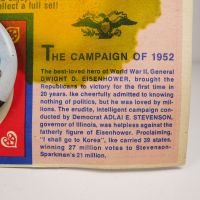 ollect a full set!
THE CAMPAIGN OF 1952
The best-loved hero of World War II, General
DWIGHT D. EISENHOWER, brought the
Republicans to victory for the first time in
20 years. Ike cheerfully admitted to knowing
nothing of politics, but he was loved by mil-
lions. The erudite, intelligent campaign con-
ducted by Democrat ADLAI E. STEVENSON,
governor of Illinois, was helpless against the
fatherly figure of Eisenhower. Proclaiming,
"I shall go to Korea", Ike carried 39 states,
winning 27 million votes to Stevenson-
Sparkman's 21 million.